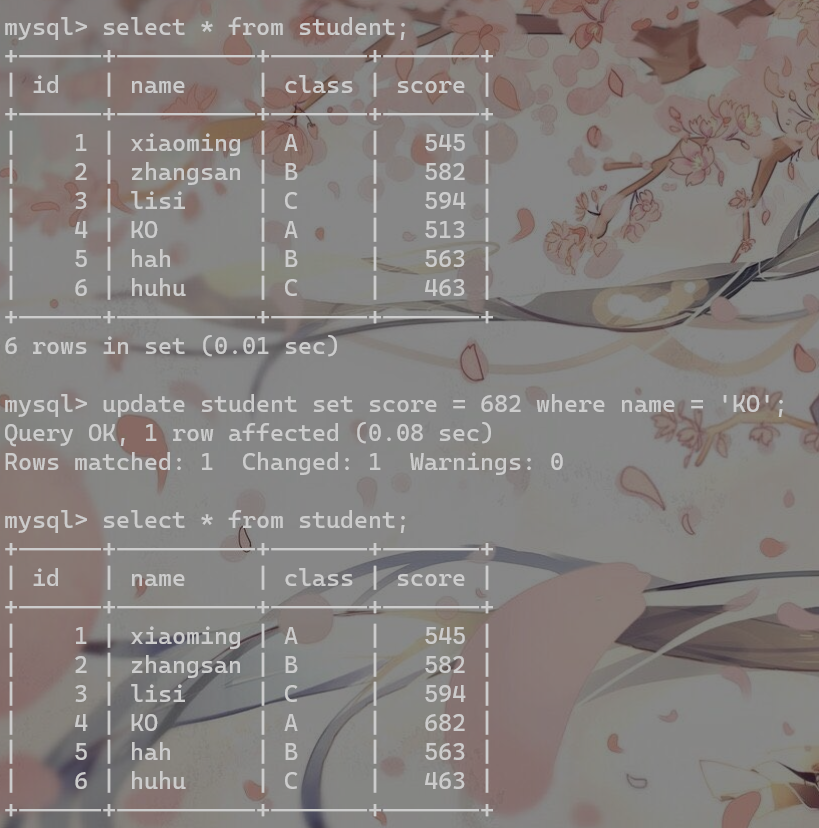 mysql> select * from student;
+------+-----------+-------+-------+
| id   | name      | class | score |
+------+-----------+-------+-------+
|    1 | xiaoming  | A     |   545 |
|    2 | zhangsan  | B     |   582 |
|    3 | lisi      | C     |   594 |
|    4 | KO        | A     |   513 |
|    5 | hah       | B     |   563 |
|    6 | huhu      | C     |   463 |
+------+-----------+-------+-------+
6 rows in set (0.01 sec)

mysql> update student set score = 682 where name = 'KO';
Query OK, 1 row affected (0.08 sec)
Rows matched: 1  Changed: 1  Warnings: 0

mysql> select * from student;
+------+-----------+-------+-------+
| id   | name      | class | score |
+------+-----------+-------+-------+
|    1 | xiaoming  | A     |   545 |
|    2 | zhangsan  | B     |   582 |
|    3 | lisi      | C     |   594 |
|    4 | KO        | A     |   682 |
|    5 | hah       | B     |   563 |
|    6 | huhu      | C     |   463 |
+------+-----------+-------+-------+